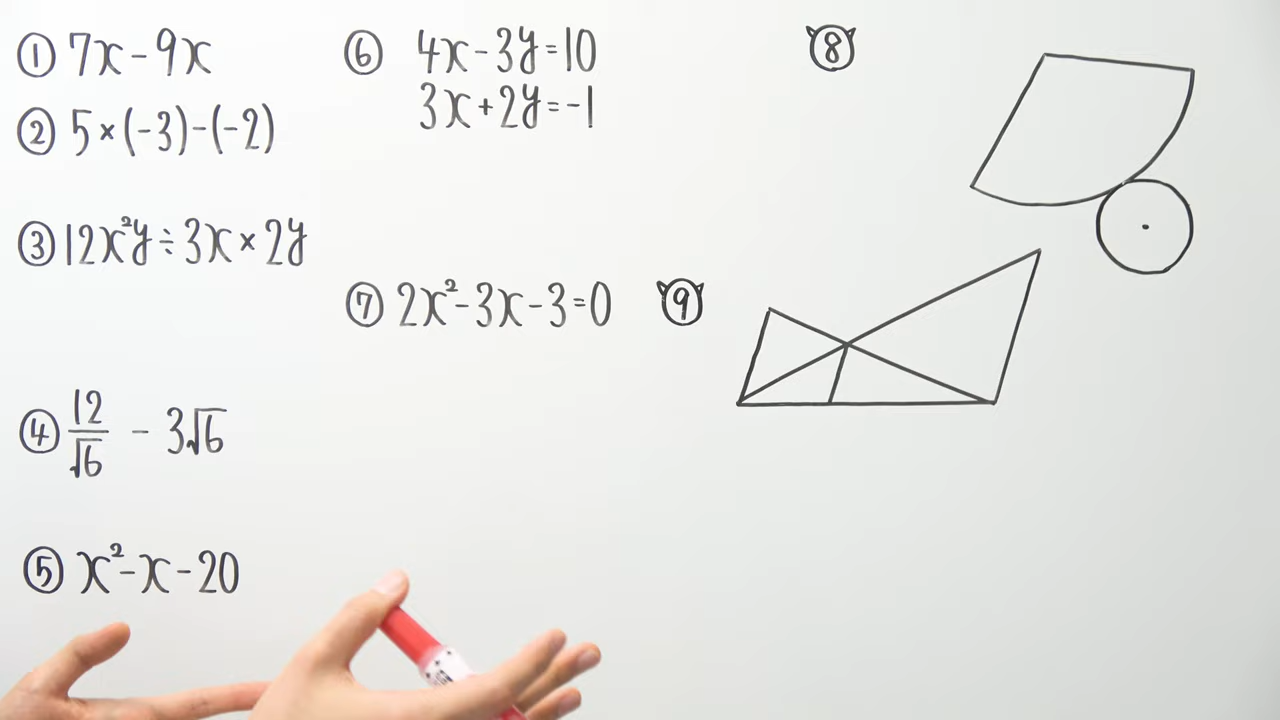 ① 7x - 9x
② 5×(-3)-(-2)
③ 12x²y÷3x×2y
④ 12/√6 - 3√6
⑤ x²-x-20
⑥ 4x-3y=10
3x+2y=-1
⑦ 2x²-3x-3=0
⑧
⑨